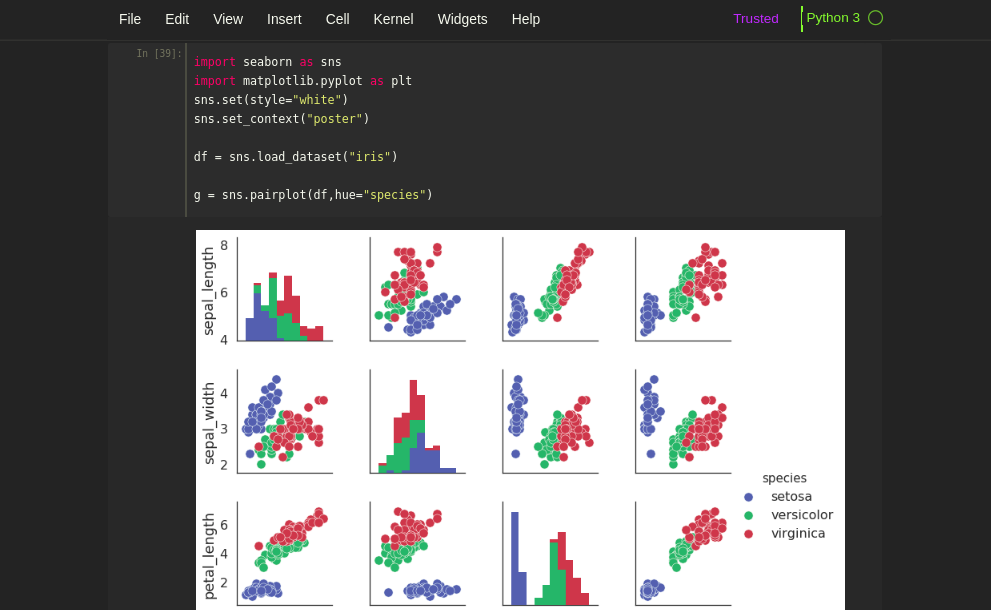 File Edit View Insert Cell Kernel Widgets Help Trusted Python 3
In [39]:
import seaborn as sns
import matplotlib.pyplot as plt
sns.set(style="white")
sns.set_context("poster")
df = sns.load_dataset("iris")
g = sns.pairplot(df,hue="species")
sepal_length
8
6
4
sepal_width
4
3
2
petal_length
6
4
2
species
setosa
versicolor
virginica